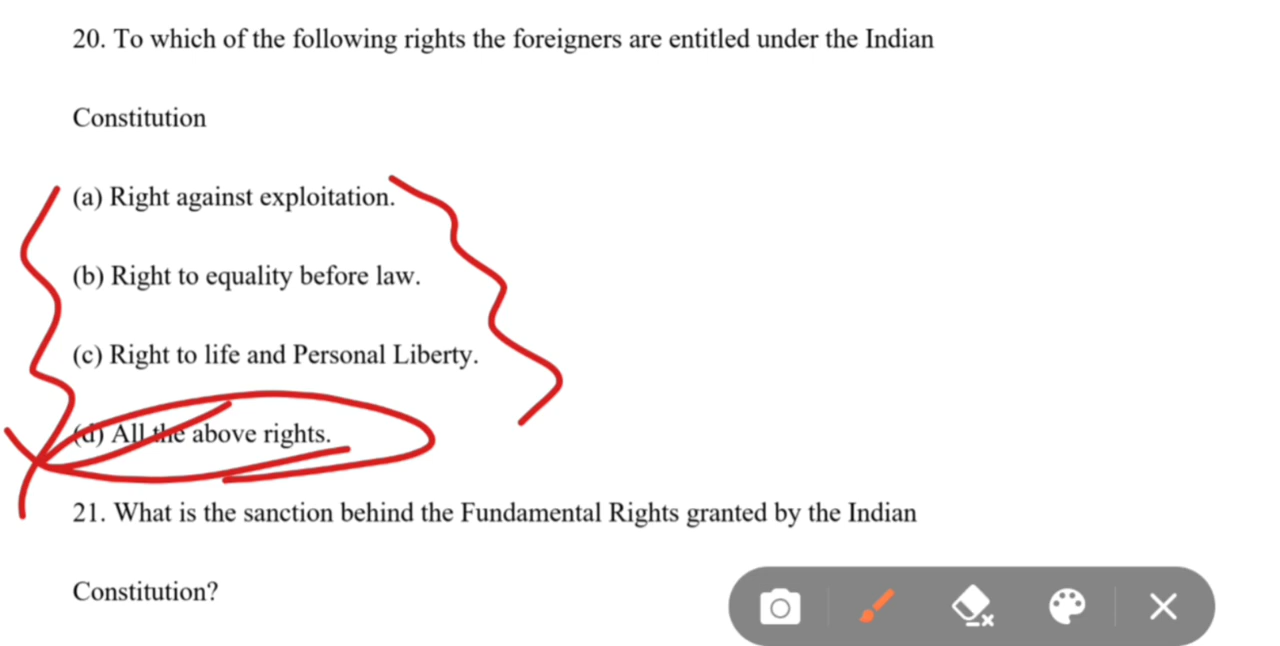 20. To which of the following rights the foreigners are entitled under the Indian
Constitution
(a) Right against exploitation.
(b) Right to equality before law.
(c) Right to life and Personal Liberty.
(d) All the above rights.
21. What is the sanction behind the Fundamental Rights granted by the Indian
Constitution?